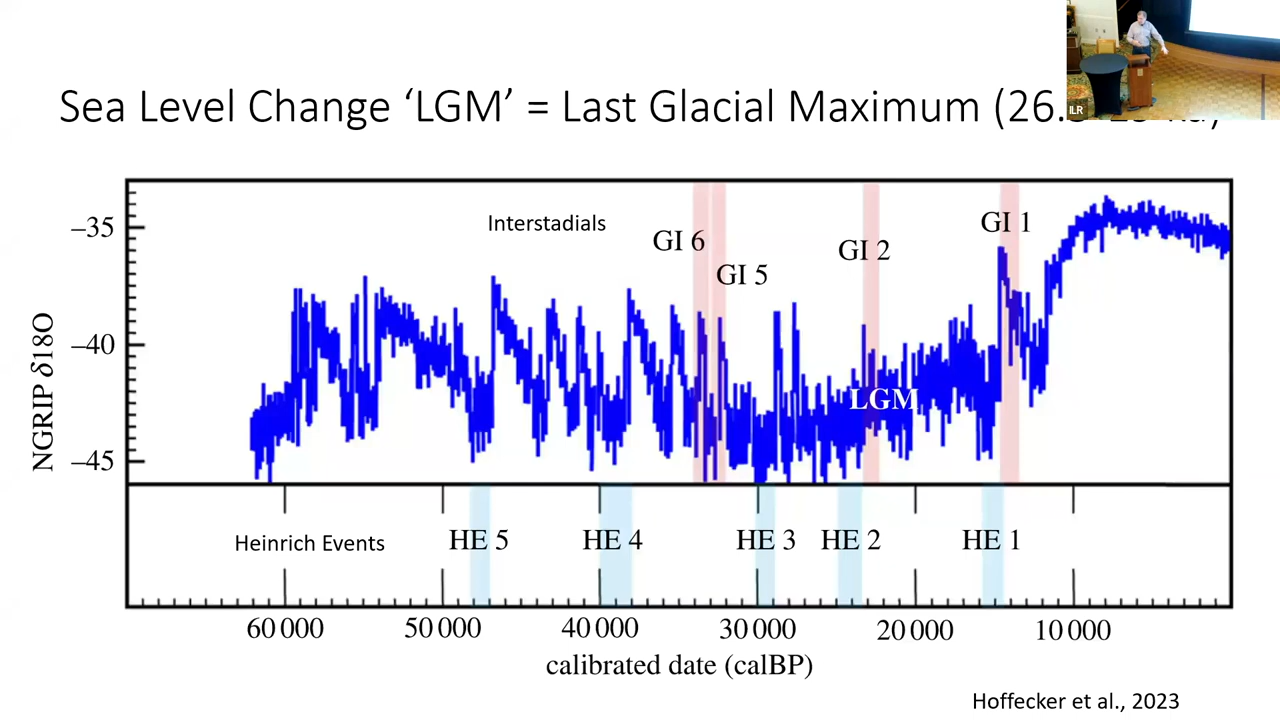 Sea Level Change ‘LGM’ = Last Glacial Maximum (26.
ILR
Interstadials
GI 6
GI 5
GI 2
GI 1
−35
−40
−45
NGRIP δ18O
LGM
Heinrich Events
HE 5
HE 4
HE 3
HE 2
HE 1
60 000
50 000
40 000
30 000
20 000
10 000
calibrated date (calBP)
Hoffecker et al., 2023